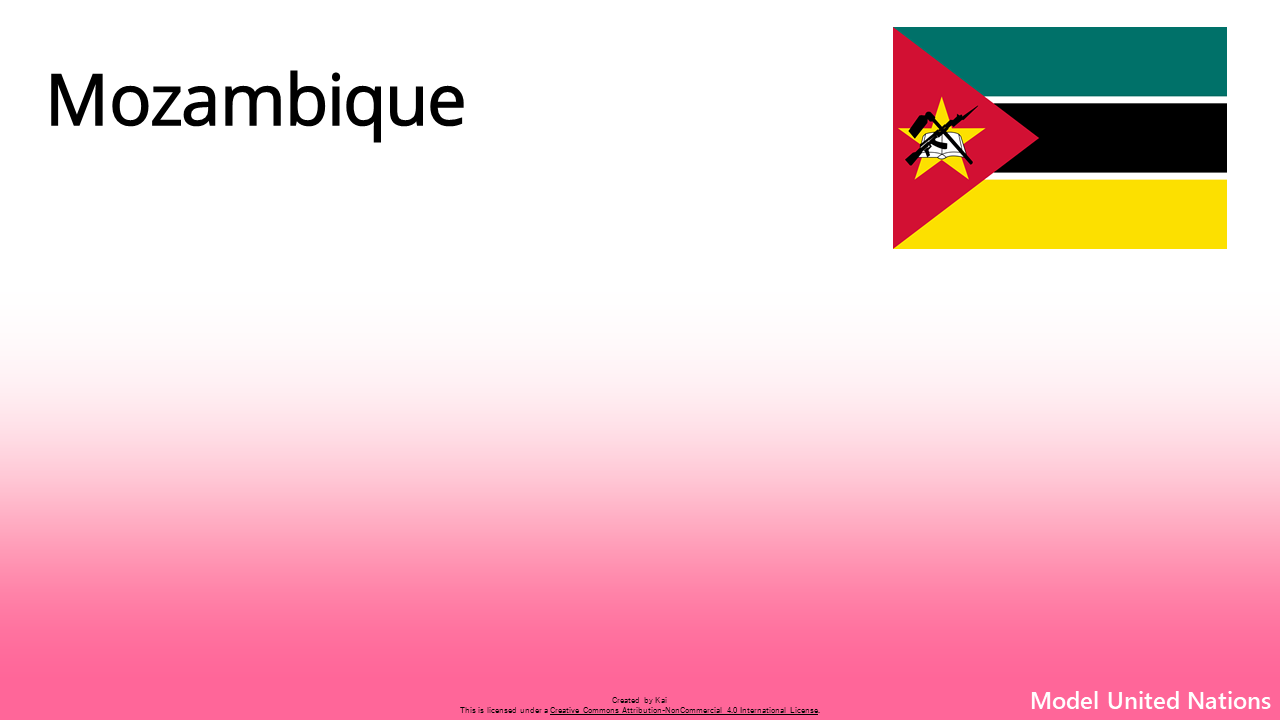 Mozambique
Created by Kai
This is licensed under a Creative Commons Attribution-NonCommercial 4.0 International License.
Model United Nations